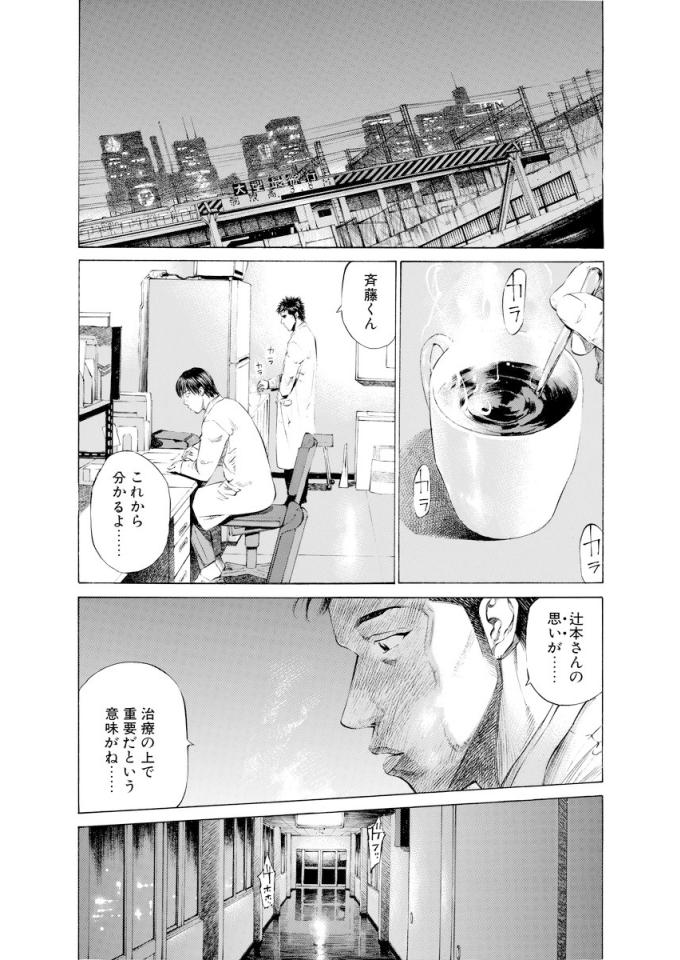 カラ
カラ
カラ
斉藤くん
カラ
カラ
これから
分かるよ……
辻本さんの
思いが……
治療の上で
重要だという
意味がね……